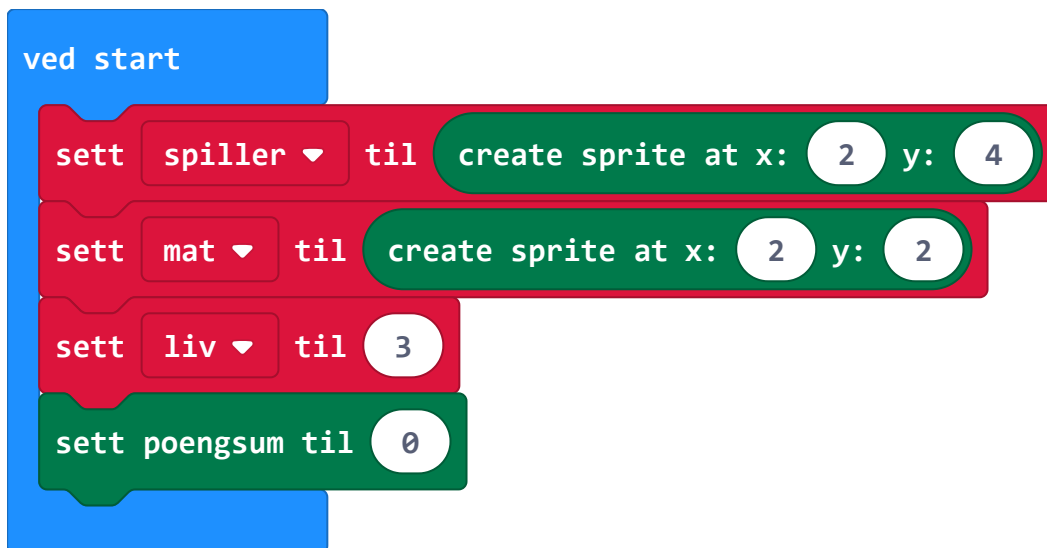 ved start
sett spiller til create sprite at x: 2 y: 4
sett mat til create sprite at x: 2 y: 2
sett liv til 3
sett poengsum til 0